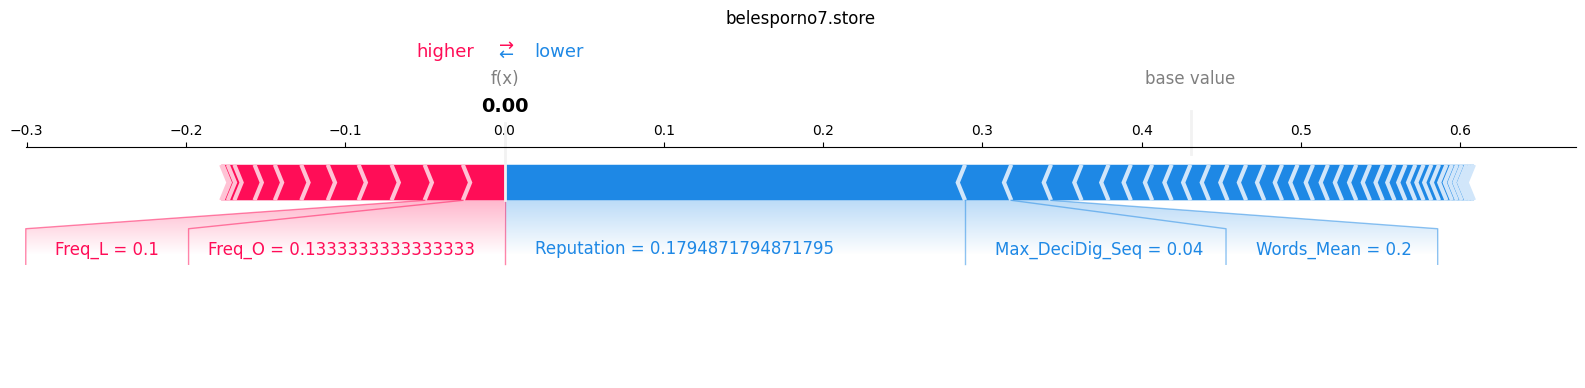 belesporno7.store
higher ⇄ lower
f(x) base value
0.00
−0.3 −0.2 −0.1 0.0 0.1 0.2 0.3 0.4 0.5 0.6
Freq_L = 0.1 Freq_O = 0.1333333333333333 Reputation = 0.1794871794871795 Max_DeciDig_Seq = 0.04 Words_Mean = 0.2